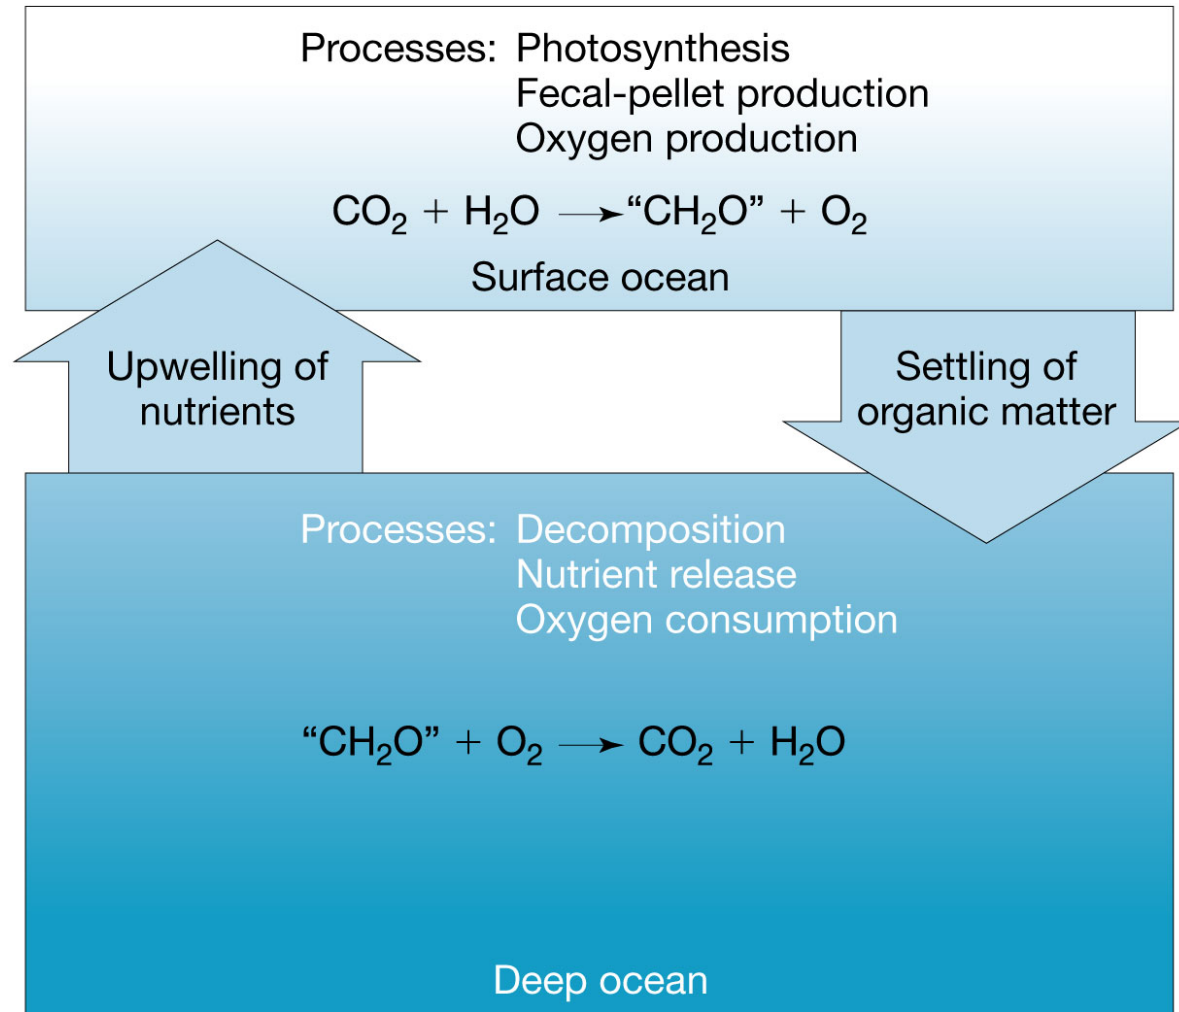 Processes: Photosynthesis
Fecal-pellet production
Oxygen production
CO₂ + H₂O → “CH₂O” + O₂
Surface ocean
Upwelling of
nutrients
Settling of
organic matter
Processes: Decomposition
Nutrient release
Oxygen consumption
“CH₂O” + O₂ → CO₂ + H₂O
Deep ocean